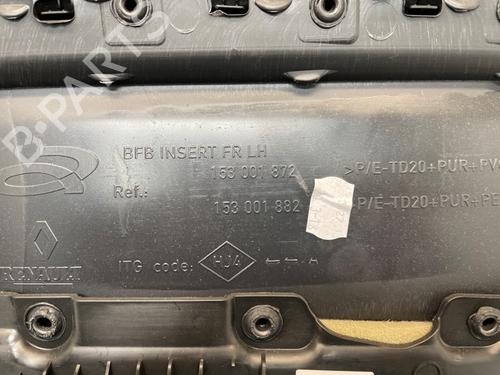 BFB INSERT FR LH
153 001 872 >P/E-TD20+PUR+PV
Ref.:
153 001 882 >P/E-TD20+PUR+PE
RENAULT
ITG code: HJ4 A
B-PARTS